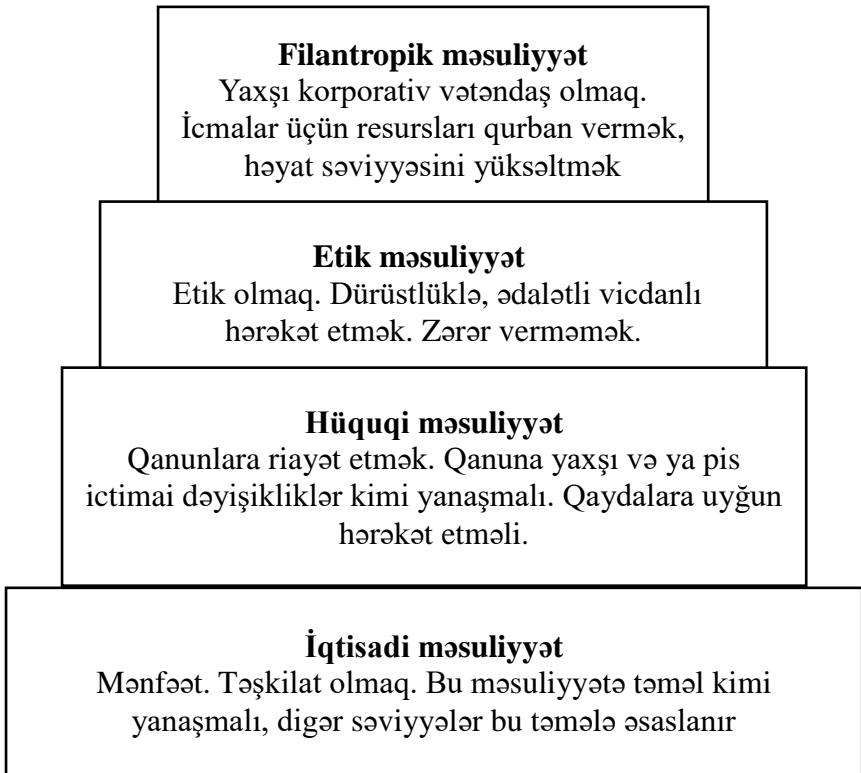 Filantropik məsuliyyət
Yaxşı korporativ vətəndaş olmaq.
İcmalar üçün resursları qurban vermək,
həyat səviyyəsini yüksəltmək
Etik məsuliyyət
Etik olmaq. Dürüstlüklə, ədalətli vicdanlı
hərəkət etmək. Zərər verməmək.
Hüquqi məsuliyyət
Qanunlara riayət etmək. Qanuna yaxşı və ya pis
ictimai dəyişikliklər kimi yanaşmalı. Qaydalara uyğun
hərəkət etməli.
İqtisadi məsuliyyət
Mənfəət. Təşkilat olmaq. Bu məsuliyyətə təməl kimi
yanaşmalı, digər səviyyələr bu təmələ əsaslanır